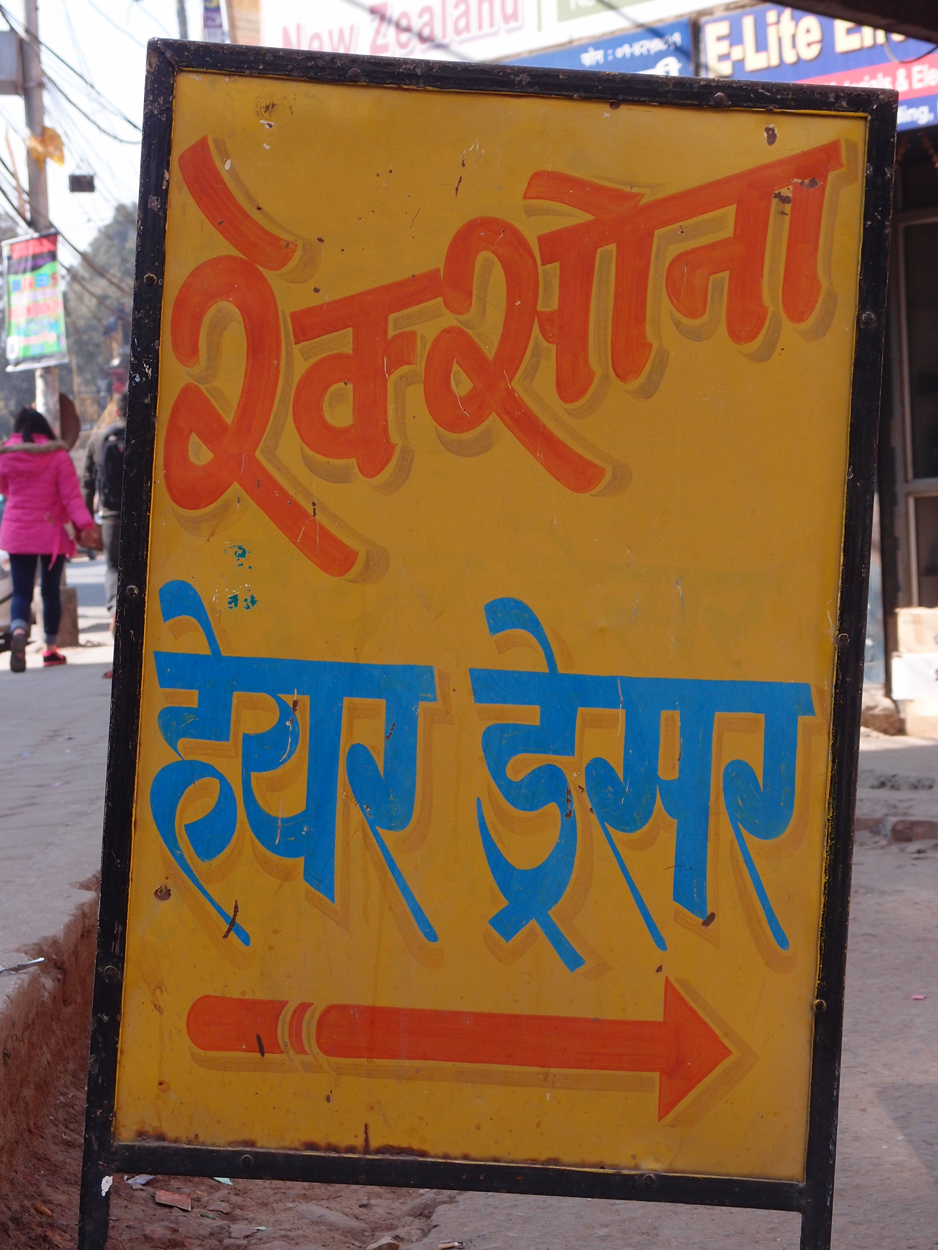 New Zealand
फोन :
E-Lite
रेक्सोना
हेयर ड्रेसर